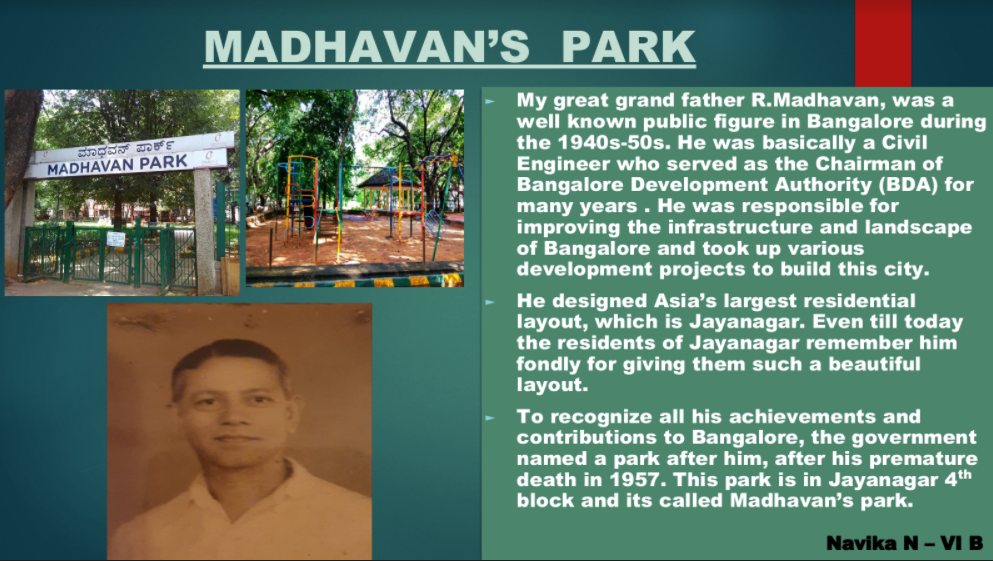 MADHAVAN’S PARK
ಮಾಧವನ್ ಪಾರ್ಕ್
MADHAVAN PARK
My great grand father R.Madhavan, was a
well known public figure in Bangalore during
the 1940s-50s. He was basically a Civil
Engineer who served as the Chairman of
Bangalore Development Authority (BDA) for
many years . He was responsible for
improving the infrastructure and landscape
of Bangalore and took up various
development projects to build this city.
He designed Asia’s largest residential
layout, which is Jayanagar. Even till today
the residents of Jayanagar remember him
fondly for giving them such a beautiful
layout.
To recognize all his achievements and
contributions to Bangalore, the government
named a park after him, after his premature
death in 1957. This park is in Jayanagar 4th
block and its called Madhavan’s park.
Navika N – VI B